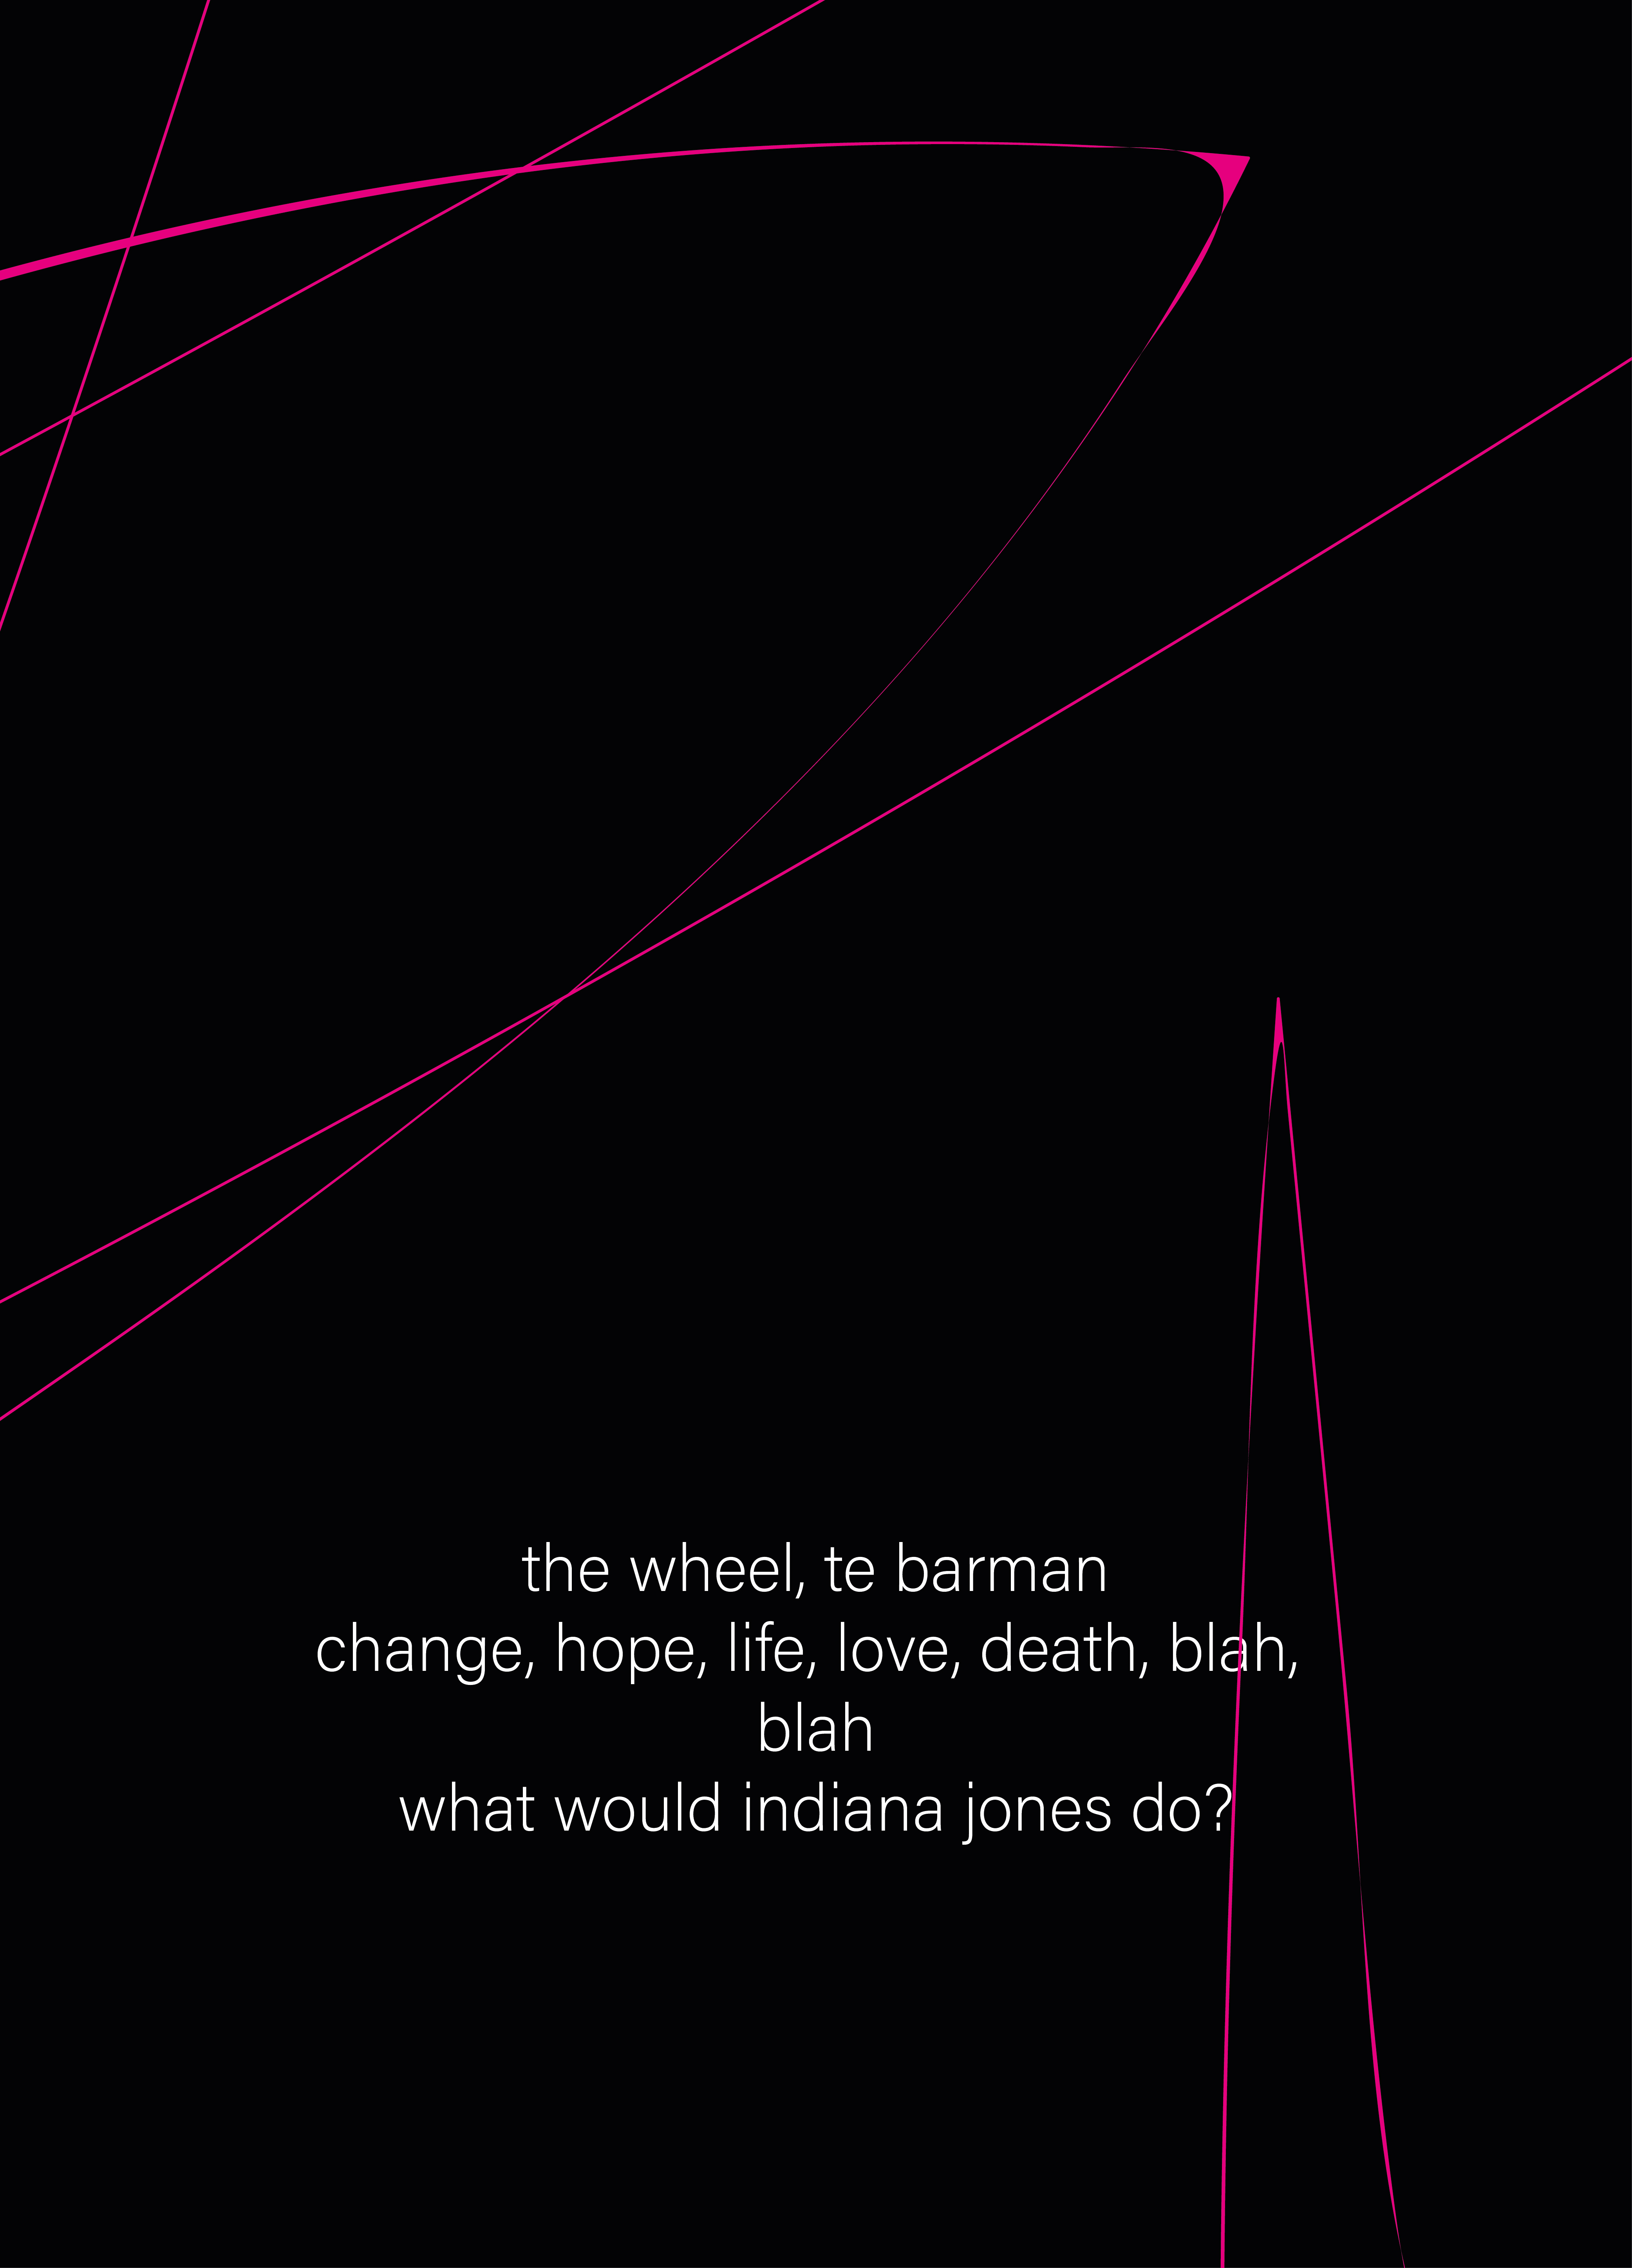 the wheel, te barman
change, hope, life, love, death, blah,
blah
what would indiana jones do?